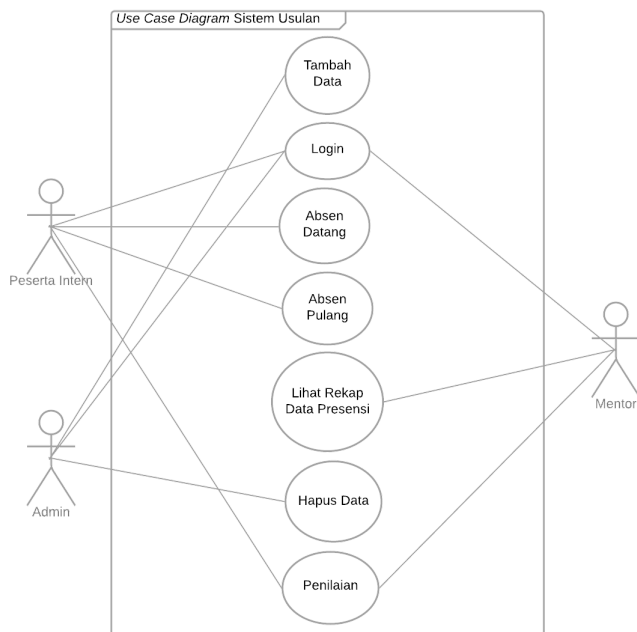 Use Case Diagram Sistem Usulan
Tambah
Data
Login
Absen
Datang
Peserta Intern
Absen
Pulang
Lihat Rekap
Data Presensi
Mentor
Hapus Data
Admin
Penilaian